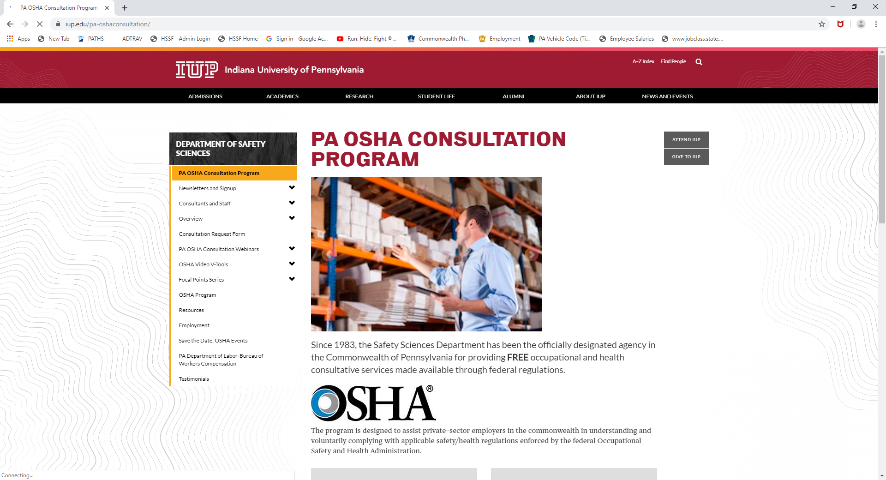 PA OSHA Consultation Program
iup.edu/pa-oshaconsultation/
Apps New Tab PATHS ADTRAV HSSF - Admin Login HSSF Home Sign in - Google Ac... Run. Hide. Fight.® ... Commonwealth Ph... Employment PA Vehicle Code (Ti... Employee Salaries www.jobclass.state....
A–Z Index Find People
IUP Indiana University of Pennsylvania
ADMISSIONS ACADEMICS RESEARCH STUDENT LIFE ALUMNI ABOUT IUP NEWS AND EVENTS
DEPARTMENT OF SAFETY
SCIENCES
PA OSHA Consultation Program
Newsletters and Signup
Consultants and Staff
Overview
Consultation Request Form
PA OSHA Consultation Webinars
OSHA Video V-Tools
Focal Points Series
OSHA Program
Resources
Employment
Save the Date: OSHA Events
PA Department of Labor-Bureau of
Workers Compensation
Testimonials
PA OSHA CONSULTATION
PROGRAM
ATTEND IUP
GIVE TO IUP
Since 1983, the Safety Sciences Department has been the officially designated agency in
the Commonwealth of Pennsylvania for providing FREE occupational and health
consultative services made available through federal regulations.
OSHA®
The program is designed to assist private-sector employers in the commonwealth in understanding and
voluntarily complying with applicable safety/health regulations enforced by the federal Occupational
Safety and Health Administration.
Connecting...